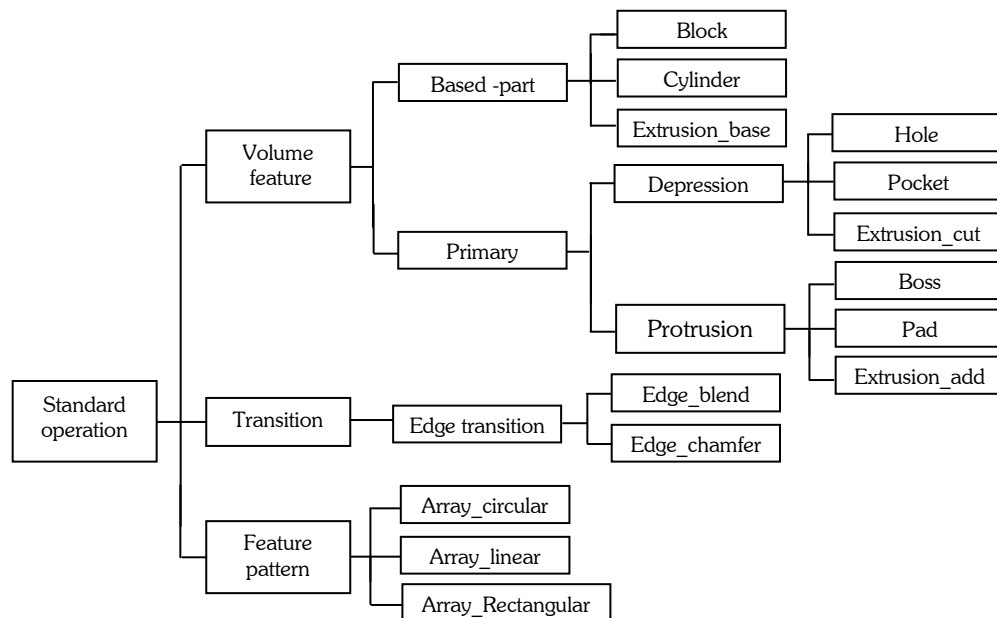 Block
Based -part
Cylinder
Extrusion_base
Hole
Volume
feature
Depression
Pocket
Primary
Extrusion_cut
Boss
Protrusion
Pad
Extrusion_add
Standard
operation
Transition
Edge transition
Edge_blend
Edge_chamfer
Array_circular
Feature
pattern
Array_linear
Array_Rectangular